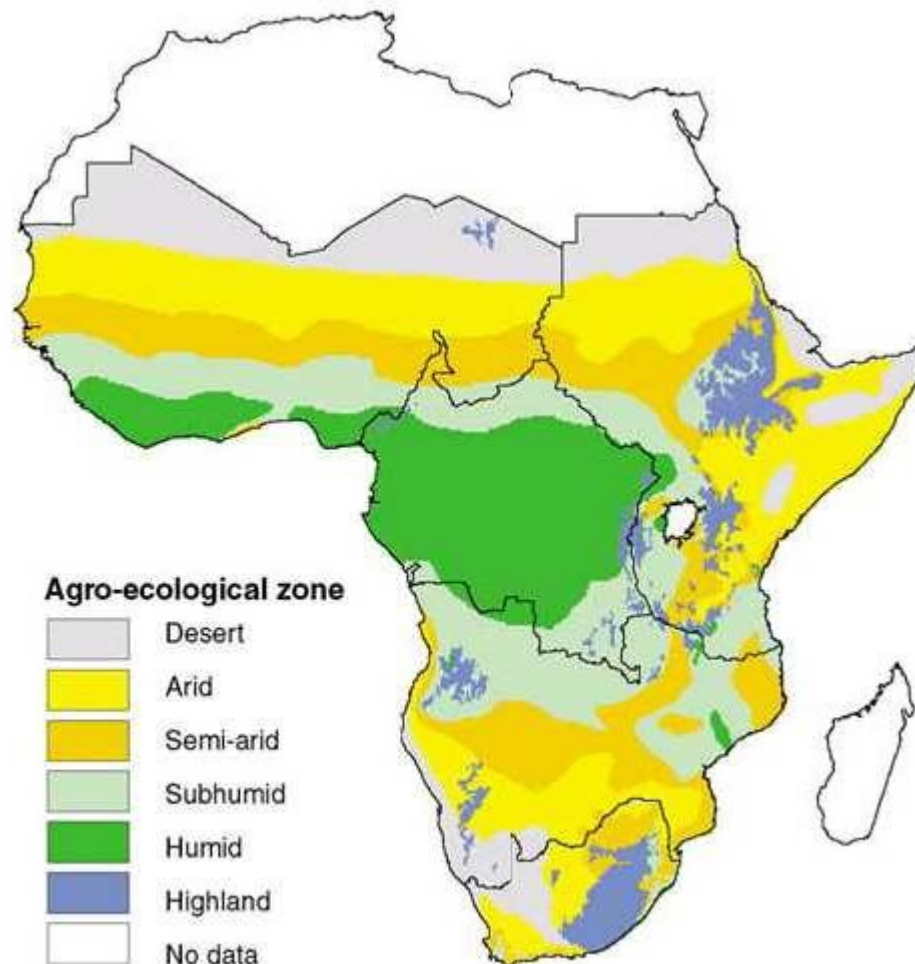 Agro-ecological zone
Desert
Arid
Semi-arid
Subhumid
Humid
Highland
No data